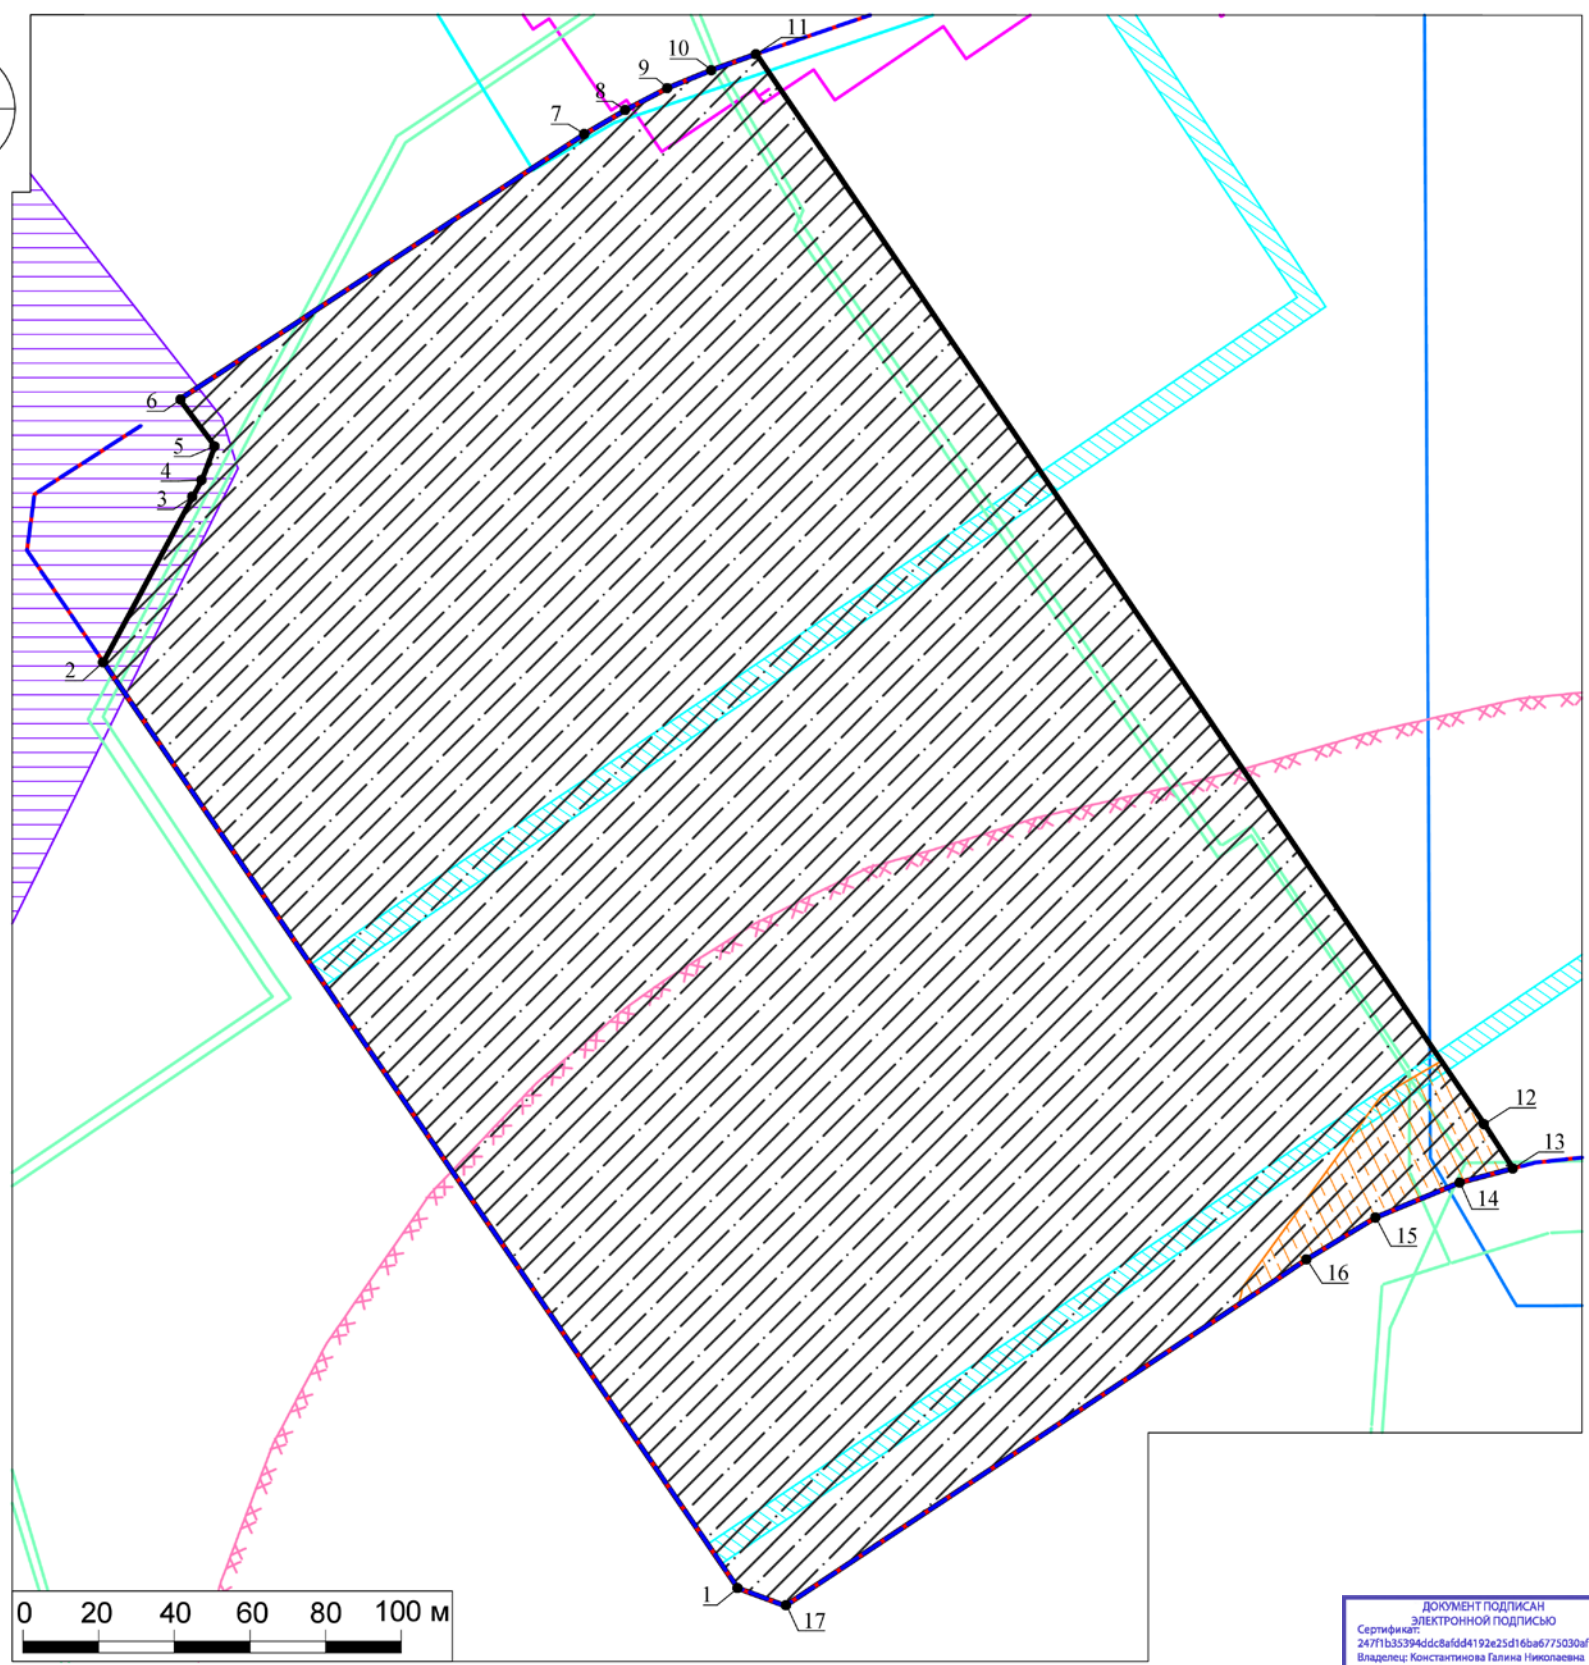 11
10
9
8
7
6
5
4
3
2
12
13
14
15
16
1
17
0 20 40 60 80 100 м
ДОКУМЕНТ ПОДПИСАН
ЭЛЕКТРОННОЙ ПОДПИСЬЮ
Сертификат:
247f1b35394ddc8afdd4192e25d16ba6775030af
Владелец: Константинова Галина Николаевна